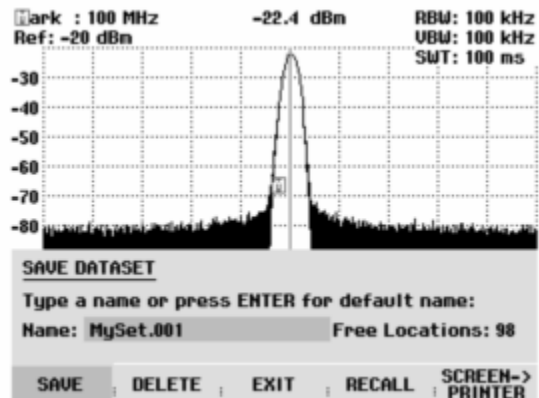 Mark : 100 MHz -22.4 dBm RBW: 100 kHz
Ref: -20 dBm VBW: 100 kHz
SWT: 100 ms
-30
-40
-50
-60
-70
-80
SAVE DATASET
Type a name or press ENTER for default name:
Name: MySet.001 Free Locations: 98
SAVE DELETE EXIT RECALL SCREEN->
PRINTER